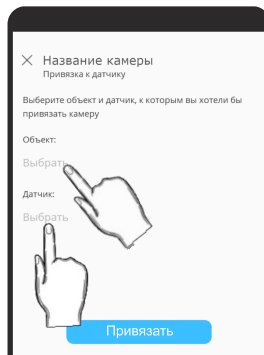 Название камеры
Привязка к датчику
Выберите объект и датчик, к которым вы хотели бы
привязать камеру
Объект:
Выбрать
Датчик:
Выбрать
Привязать